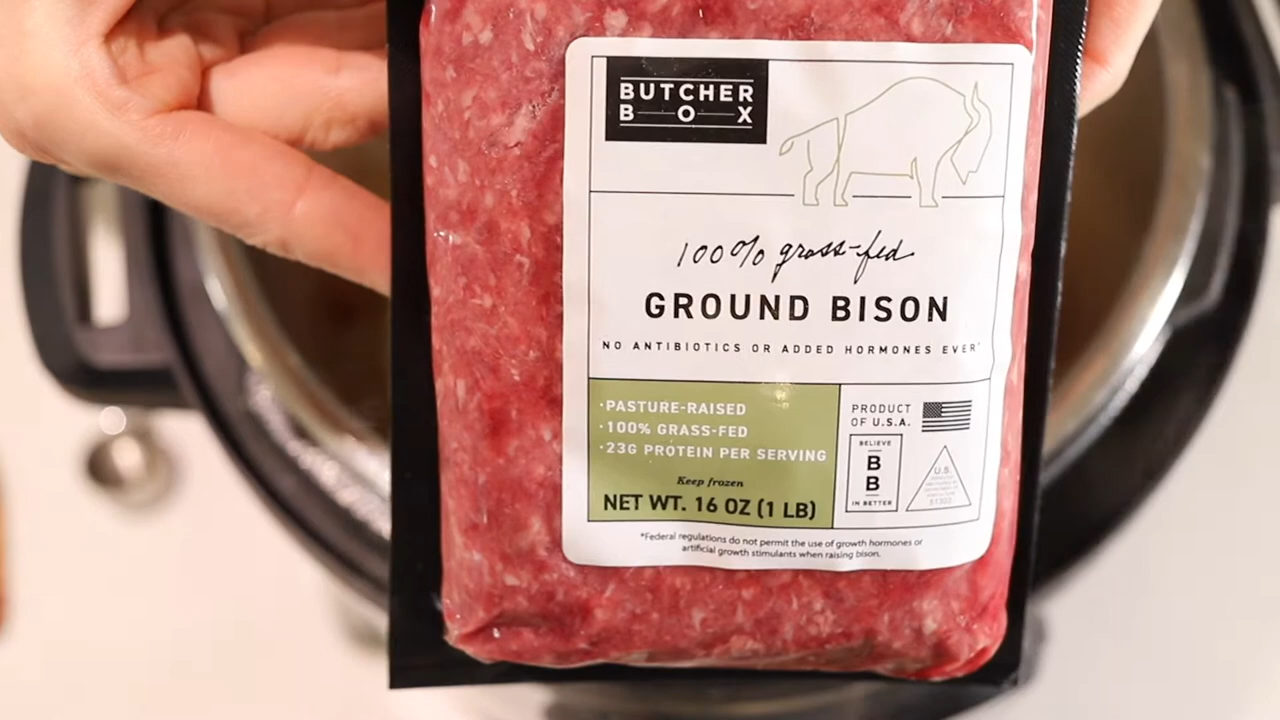 BUTCHER
BOX
100% grass-fed
GROUND BISON
NO ANTIBIOTICS OR ADDED HORMONES EVER*
·PASTURE-RAISED
·100% GRASS-FED
·23G PROTEIN PER SERVING
Keep frozen
NET WT. 16 OZ (1 LB)
PRODUCT
OF U.S.A.
BELIEVE
B
B
IN BETTER
U.S.
*Federal regulations do not permit the use of growth hormones or
artificial growth stimulants when raising bison.